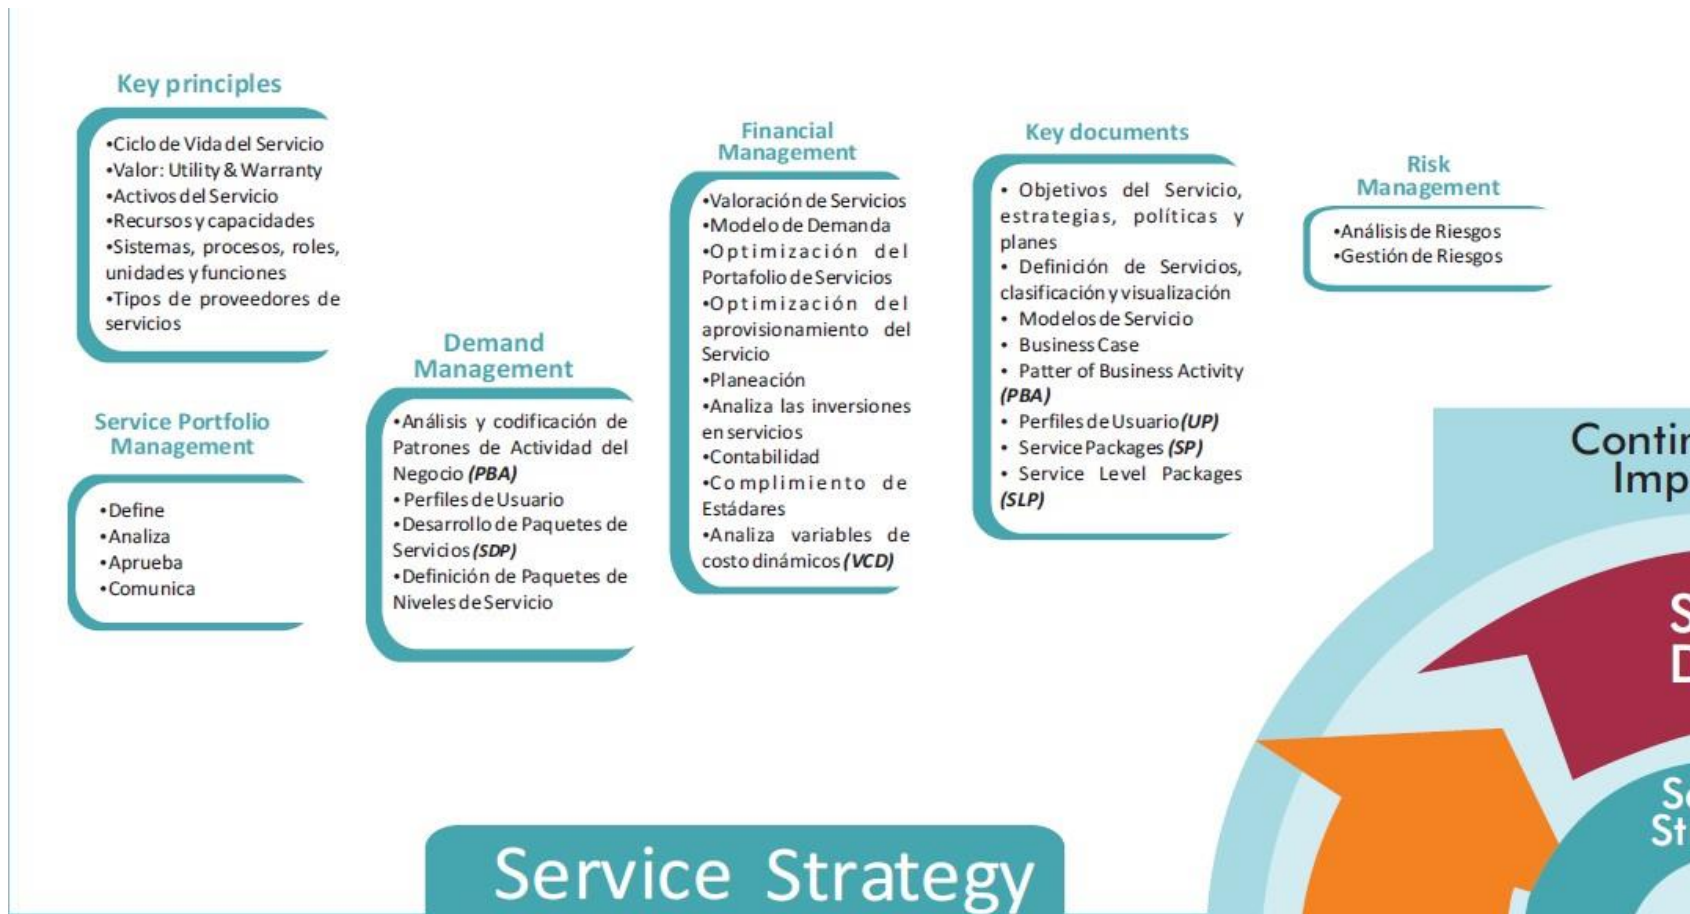 Key principles
•Ciclo de Vida del Servicio
•Valor: Utility & Warranty
•Activos del Servicio
•Recursos y capacidades
•Sistemas, procesos, roles,
unidades y funciones
•Tipos de proveedores de
servicios
Service Portfolio
Management
•Define
•Analiza
•Aprueba
•Comunica
Demand
Management
•Análisis y codificación de
Patrones de Actividad del
Negocio (PBA)
•Perfiles de Usuario
•Desarrollo de Paquetes de
Servicios (SDP)
•Definición de Paquetes de
Niveles de Servicio
Financial
Management
•Valoración de Servicios
•Modelo de Demanda
•Optimización del
Portafolio de Servicios
•Optimización del
aprovisionamiento del
Servicio
•Planeación
•Analiza las inversiones
en servicios
•Contabilidad
•Complimiento de
Estádares
•Analiza variables de
costo dinámicos (VCD)
Key documents
• Objetivos del Servicio,
estrategias, políticas y
planes
• Definición de Servicios,
clasificación y visualización
• Modelos de Servicio
• Business Case
• Patter of Business Activity
(PBA)
• Perfiles de Usuario (UP)
• Service Packages (SP)
• Service Level Packages
(SLP)
Risk
Management
•Análisis de Riesgos
•Gestión de Riesgos
Service Strategy